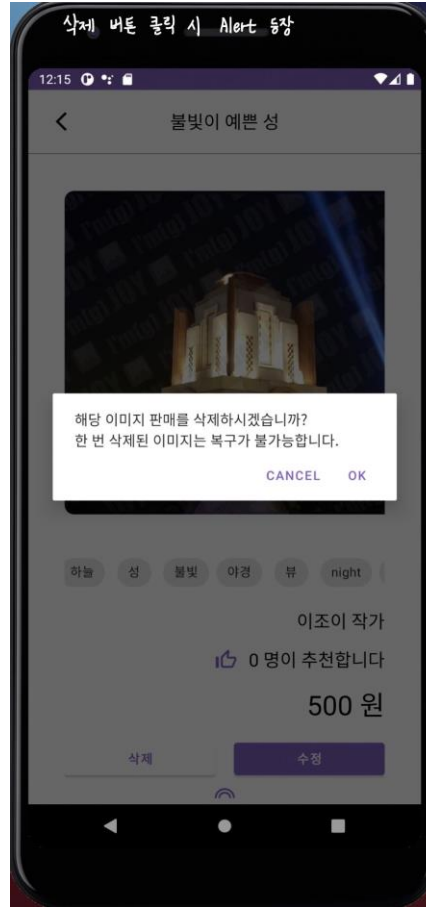 삭제 버튼 클릭 시 Alert 등장
12:15
불빛이 예쁜 성
I'm(g) JOY
해당 이미지 판매를 삭제하시겠습니까?
한 번 삭제된 이미지는 복구가 불가능합니다.
CANCEL OK
하늘 성 불빛 야경 뷰 night
이조이 작가
0 명이 추천합니다
500 원
삭제 수정